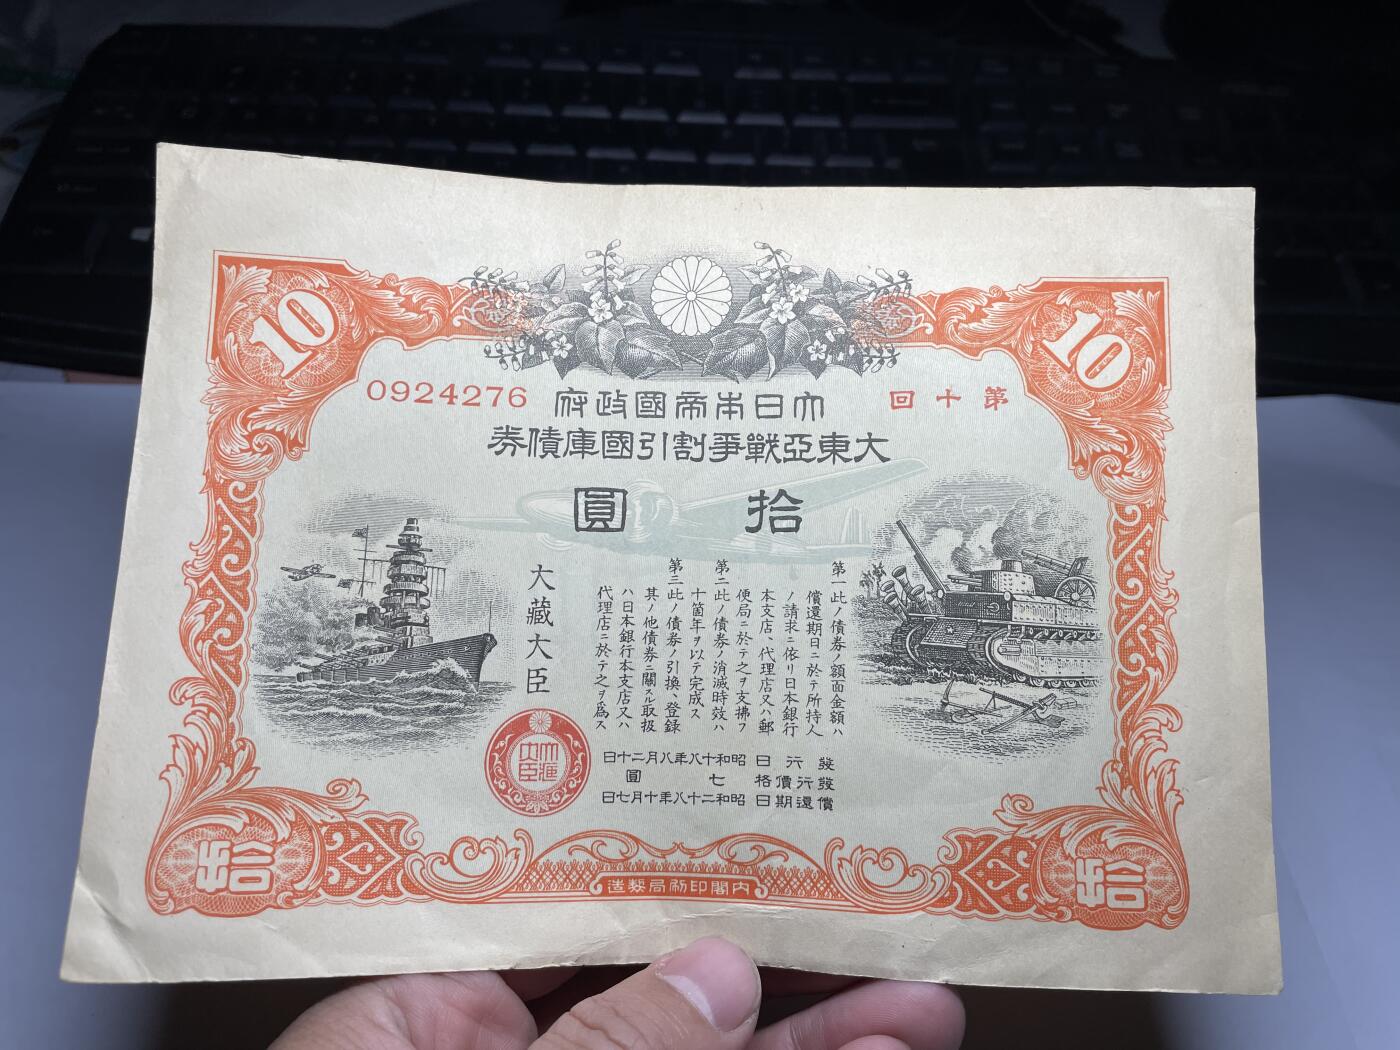 10
10
0924276
第十回
大日本帝國政府
大東亞戰爭割引國庫債券
拾圓
第一此ノ債券ノ額面金額ハ
償還期日ニ於テ所持人
ノ請求ニ依リ日本銀行
本支店、代理店又ハ郵
便局ニ於テ之ヲ支拂フ
第二此ノ債券ノ消滅時效ハ
十箇年ヲ以テ完成ス
第三此ノ債券ノ引換、登錄
其ノ他債券ニ關スル取扱
ハ日本銀行本支店又ハ
代理店ニ於テ之ヲ爲ス
大藏大臣
大藏大臣
發行日 昭和十八年八月二十日
發行價格 七圓
償還期日 昭和二十八年十月七日
拾
拾
內閣印刷局製造